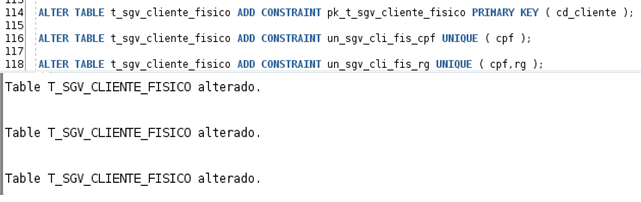 114 ALTER TABLE t_sgv_cliente_fisico ADD CONSTRAINT pk_t_sgv_cliente_fisico PRIMARY KEY ( cd_cliente );
115
116 ALTER TABLE t_sgv_cliente_fisico ADD CONSTRAINT un_sgv_cli_fis_cpf UNIQUE ( cpf );
117
118 ALTER TABLE t_sgv_cliente_fisico ADD CONSTRAINT un_sgv_cli_fis_rg UNIQUE ( cpf,rg );
Table T_SGV_CLIENTE_FISICO alterado.
Table T_SGV_CLIENTE_FISICO alterado.
Table T_SGV_CLIENTE_FISICO alterado.